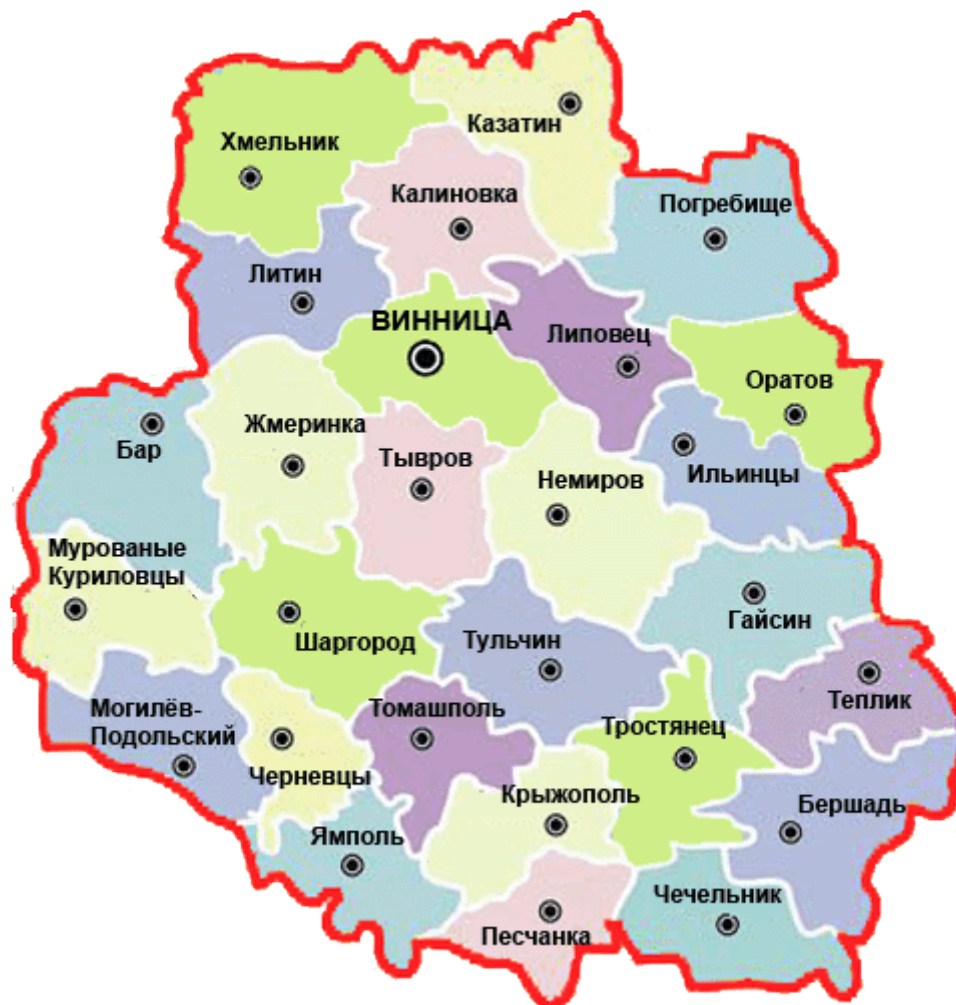 Казатин
Хмельник
Калиновка
Погребище
Литин
ВИННИЦА
Липовец
Оратов
Жмеринка
Бар
Тывров
Немиров
Ильинцы
Мурованые
Куриловцы
Гайсин
Шаргород
Тульчин
Теплик
Могилёв-
Подольский
Томашполь
Тростянец
Черневцы
Крыжополь
Бершадь
Ямполь
Чечельник
Песчанка